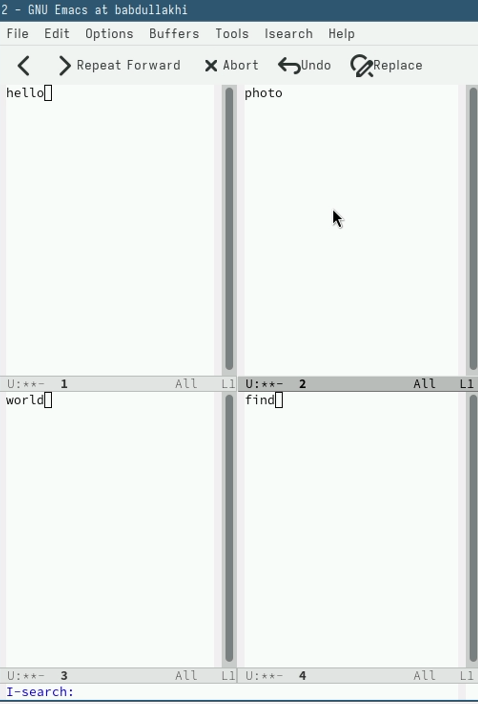 2 - GNU Emacs at babdullakhi
File Edit Options Buffers Tools Isearch Help
Repeat Forward Abort Undo Replace
hello
photo
U:**-  1 All L1
U:**-  2 All L1
world
find
U:**-  3 All L1
U:**-  4 All L1
I-search: